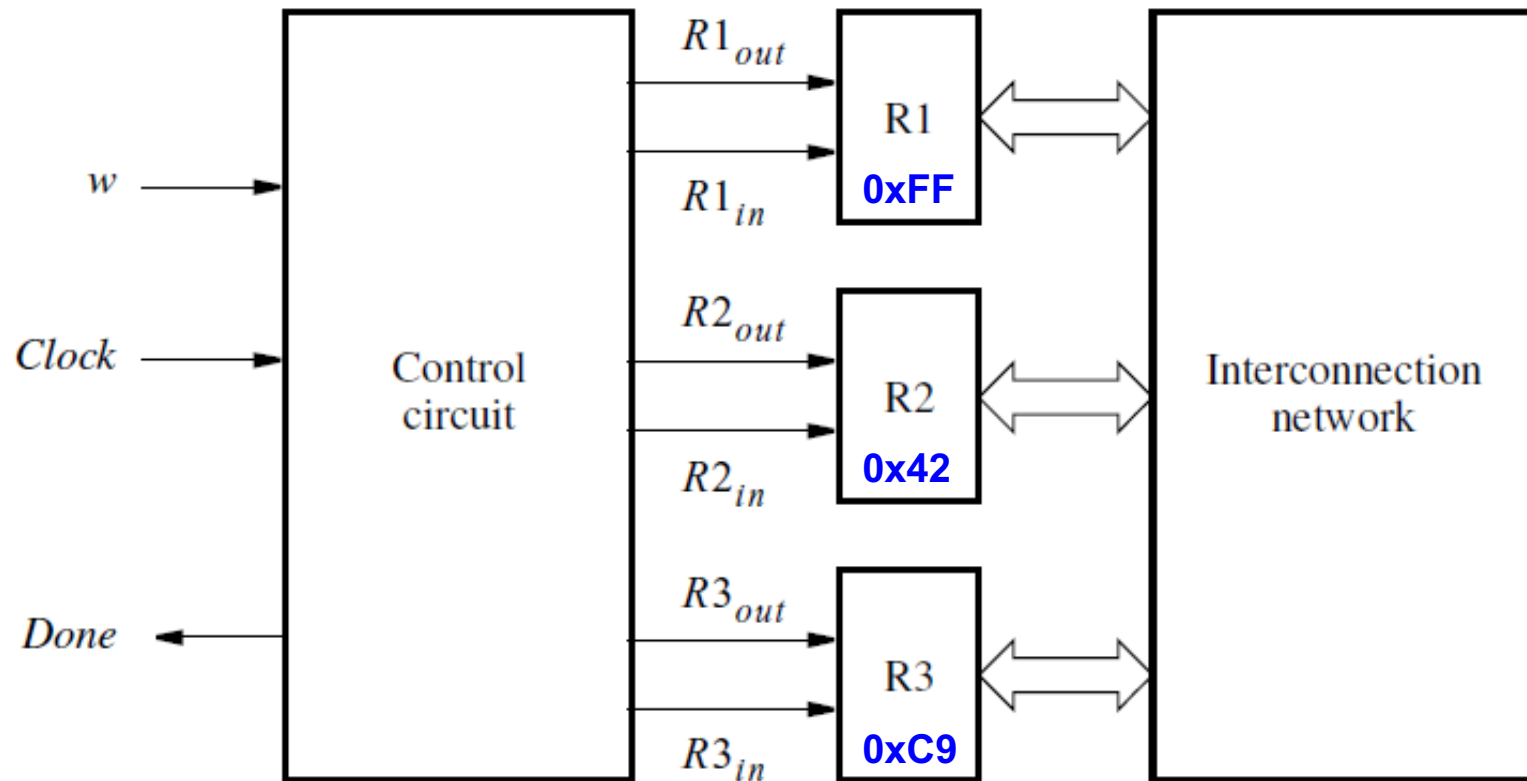 w
Clock
Done
Control
circuit
R1out
R1in
R2out
R2in
R3out
R3in
R1
0xFF
R2
0x42
R3
0xC9
Interconnection
network